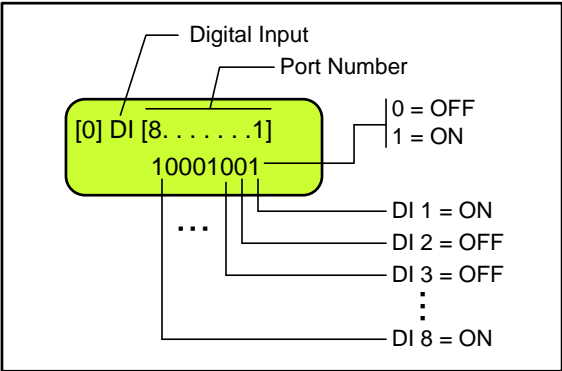 Digital Input
Port Number
[0] DI [8. . . . . . .1]
10001001
0 = OFF
1 = ON
...
DI 1 = ON
DI 2 = OFF
DI 3 = OFF
⋮
DI 8 = ON